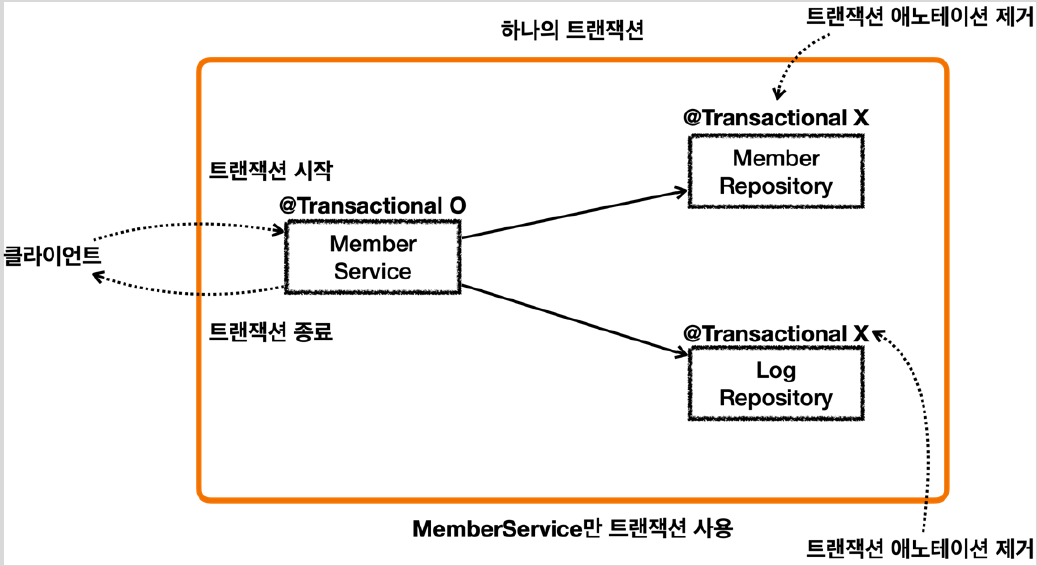 하나의 트랜잭션
트랜잭션 애노테이션 제거
@Transactional X
Member
Repository
트랜잭션 시작
@Transactional O
Member
Service
클라이언트
트랜잭션 종료
@Transactional X
Log
Repository
MemberService만 트랜잭션 사용
트랜잭션 애노테이션 제거